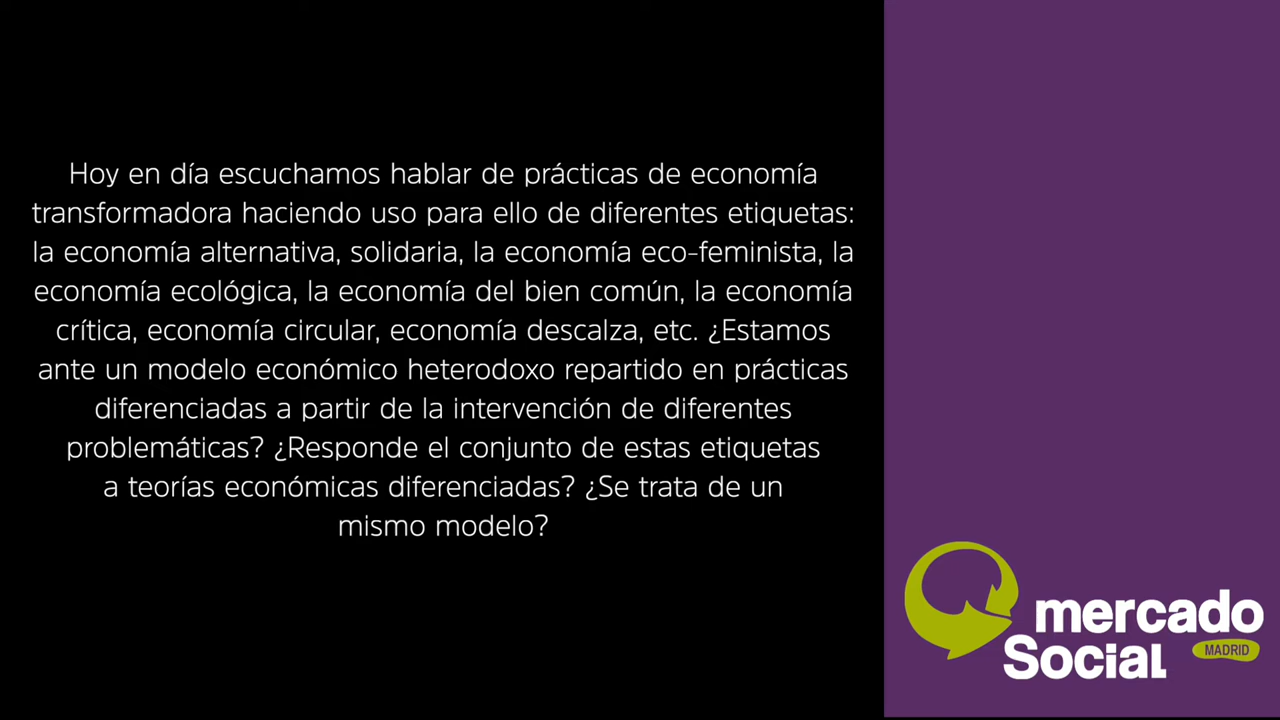 Hoy en día escuchamos hablar de prácticas de economía
transformadora haciendo uso para ello de diferentes etiquetas:
la economía alternativa, solidaria, la economía eco-feminista, la
economía ecológica, la economía del bien común, la economía
crítica, economía circular, economía descalza, etc. ¿Estamos
ante un modelo económico heterodoxo repartido en prácticas
diferenciadas a partir de la intervención de diferentes
problemáticas? ¿Responde el conjunto de estas etiquetas
a teorías económicas diferenciadas? ¿Se trata de un
mismo modelo?
mercado
Social
MADRID